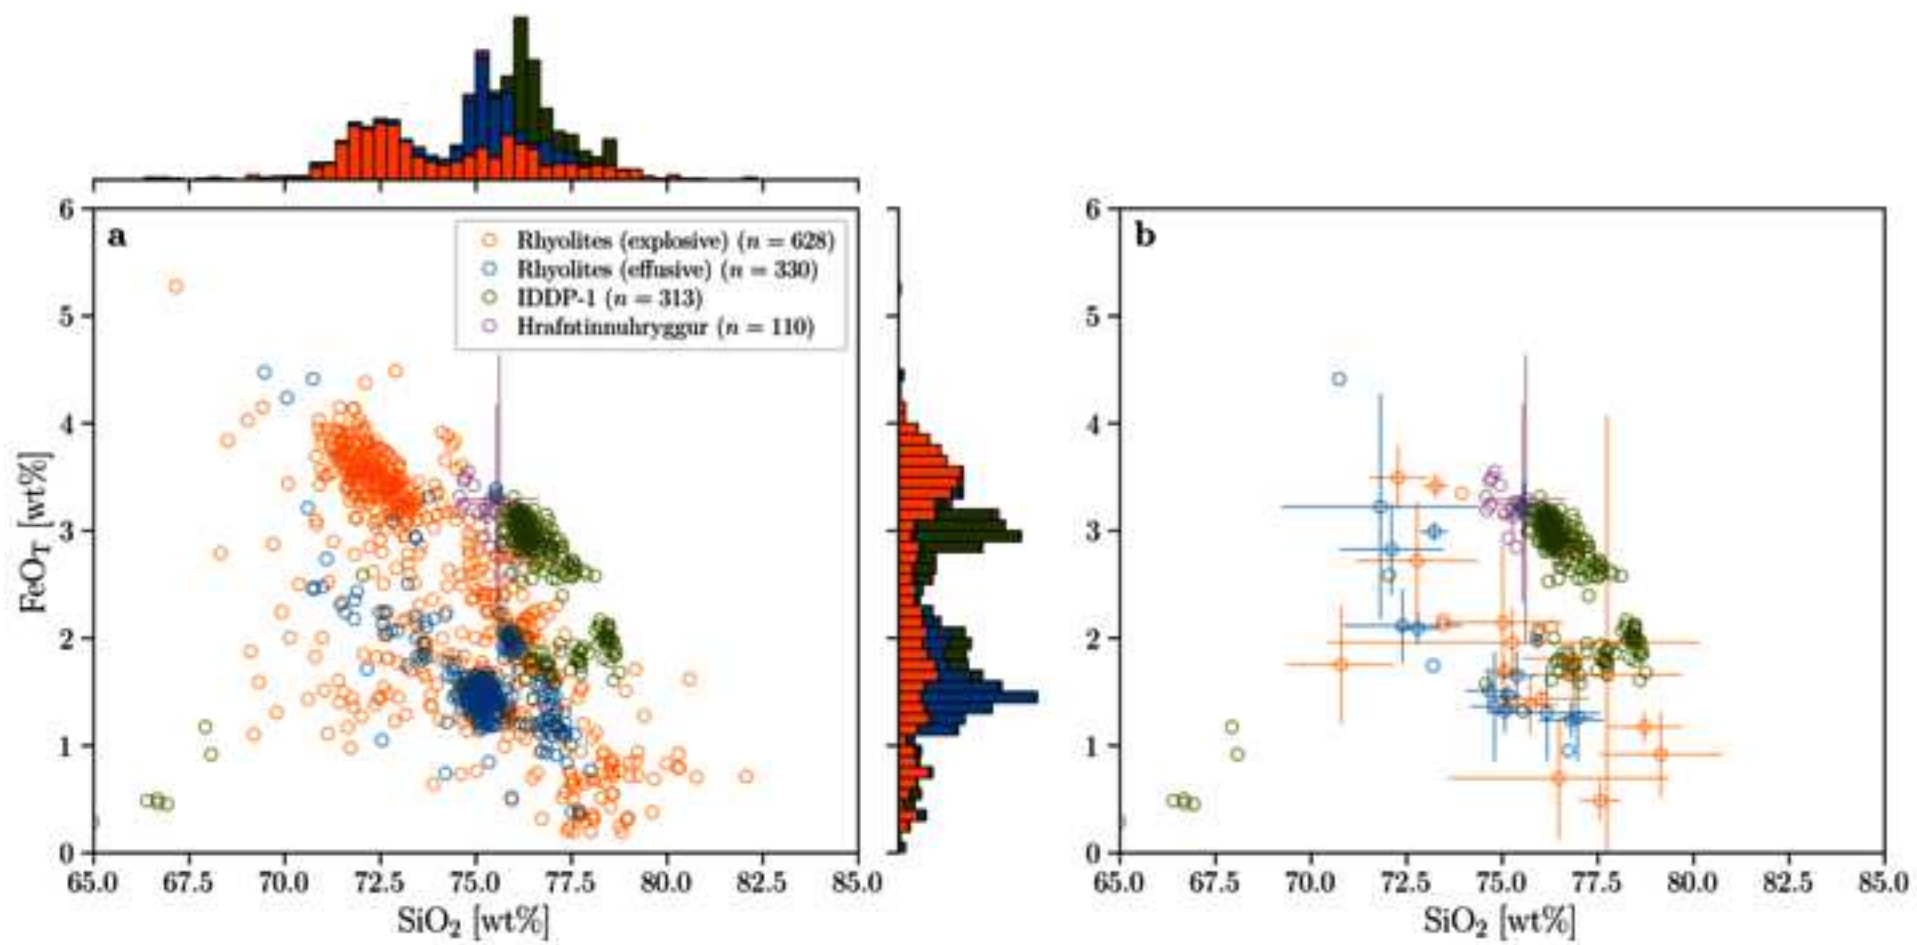 a
Rhyolites (explosive) (n = 628)
Rhyolites (effusive) (n = 330)
IDDP-1 (n = 313)
Hrafntinnuhryggur (n = 110)
6
5
4
3
2
1
0
FeO_T [wt%]
65.0 67.5 70.0 72.5 75.0 77.5 80.0 82.5 85.0
SiO₂ [wt%]
b
6
5
4
3
2
1
0
65.0 67.5 70.0 72.5 75.0 77.5 80.0 82.5 85.0
SiO₂ [wt%]